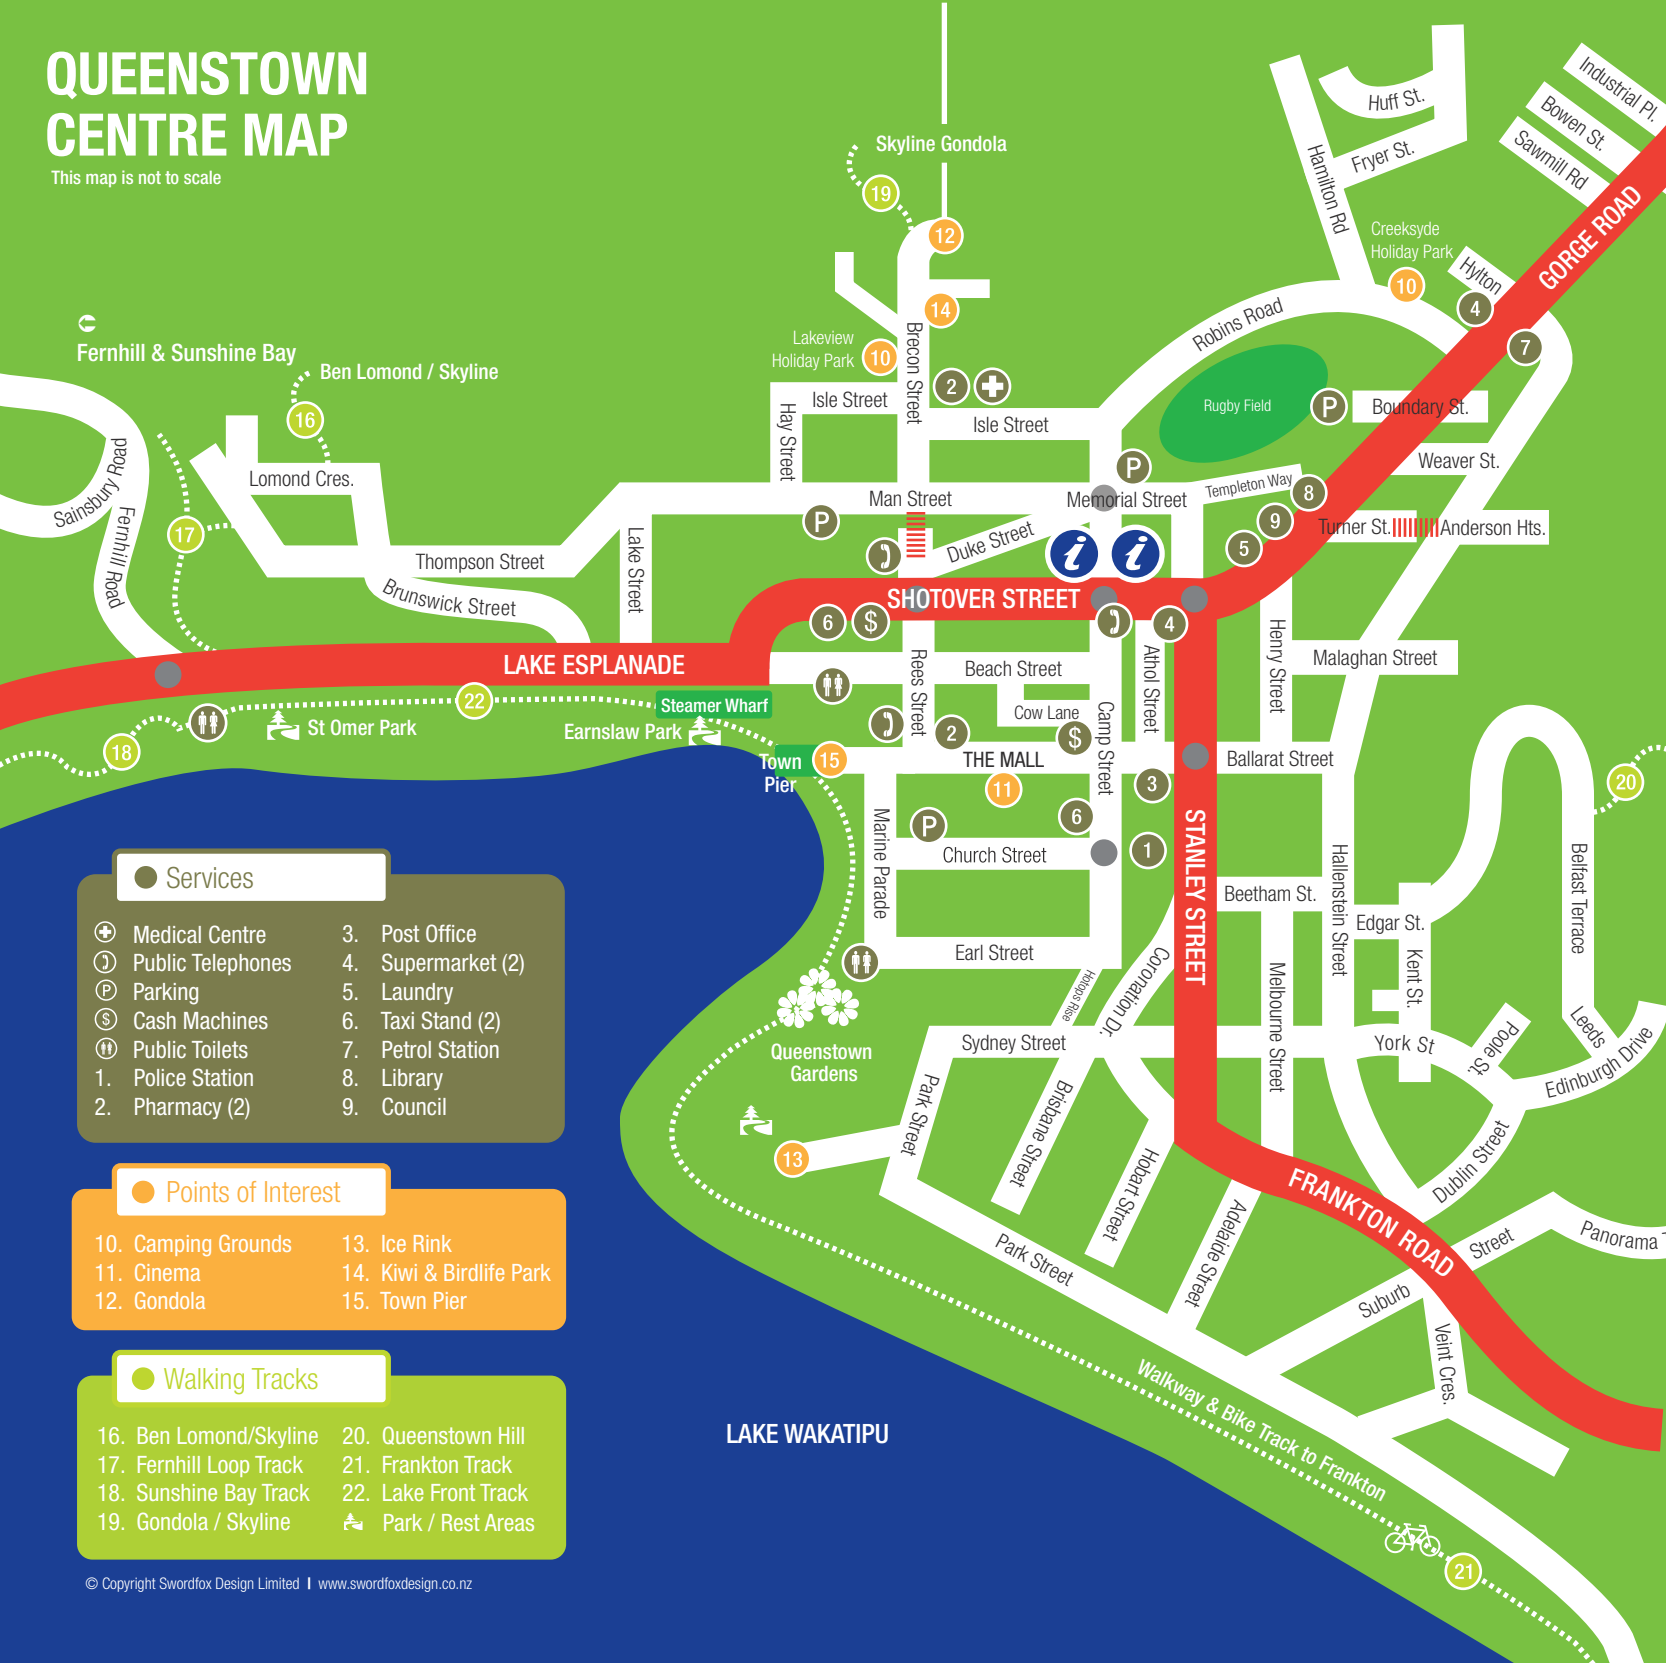 QUEENSTOWN
CENTRE MAP
This map is not to scale
Skyline Gondola
19
12
14
Lakeview
Holiday Park
10
Brecon Street
2
Isle Street
Isle Street
Hay Street
Man Street
P
Duke Street
Memorial Street
P
Templeton Way
8
9
5
Huff St.
Fryer St.
Hamilton Rd
Industrial Pl.
Bowen St.
Sawmill Rd
GORGE ROAD
Creeksyde
Holiday Park
10
Hylton
4
7
Robins Road
Rugby Field
P
Boundary St.
Weaver St.
Turner St.
Anderson Hts.
Fernhill & Sunshine Bay
Ben Lomond / Skyline
16
Lomond Cres.
Sainsbury Road
Fernhill Road
17
Thompson Street
Brunswick Street
Lake Street
i
i
SHOTOVER STREET
6
$
4
LAKE ESPLANADE
Beach Street
Rees Street
Cow Lane
Camp Street
Athol Street
Henry Street
Malaghan Street
22
18
St Omer Park
Steamer Wharf
Earnslaw Park
Town
Pier
15
2
$
THE MALL
11
Ballarat Street
3
6
P
1
Marine Parade
Church Street
STANLEY STREET
Beetham St.
Hallenstein Street
Edgar St.
Kent St.
Belfast Terrace
20
Earl Street
Hotops Rise
Coronation Dr.
Melbourne Street
Sydney Street
York St
Poole St.
Leeds
Edinburgh Drive
Dublin Street
Queenstown
Gardens
13
Park Street
Brisbane Street
Hobart Street
Adelaide Street
Park Street
FRANKTON ROAD
Suburb
Street
Panorama T
Veint Cres.
Walkway & Bike Track to Frankton
21
LAKE WAKATIPU
Services
Medical Centre
Public Telephones
P Parking
$ Cash Machines
Public Toilets
1. Police Station
2. Pharmacy (2)
3. Post Office
4. Supermarket (2)
5. Laundry
6. Taxi Stand (2)
7. Petrol Station
8. Library
9. Council
Points of Interest
10. Camping Grounds
11. Cinema
12. Gondola
13. Ice Rink
14. Kiwi & Birdlife Park
15. Town Pier
Walking Tracks
16. Ben Lomond/Skyline
17. Fernhill Loop Track
18. Sunshine Bay Track
19. Gondola / Skyline
20. Queenstown Hill
21. Frankton Track
22. Lake Front Track
Park / Rest Areas
© Copyright Swordfox Design Limited I www.swordfoxdesign.co.nz